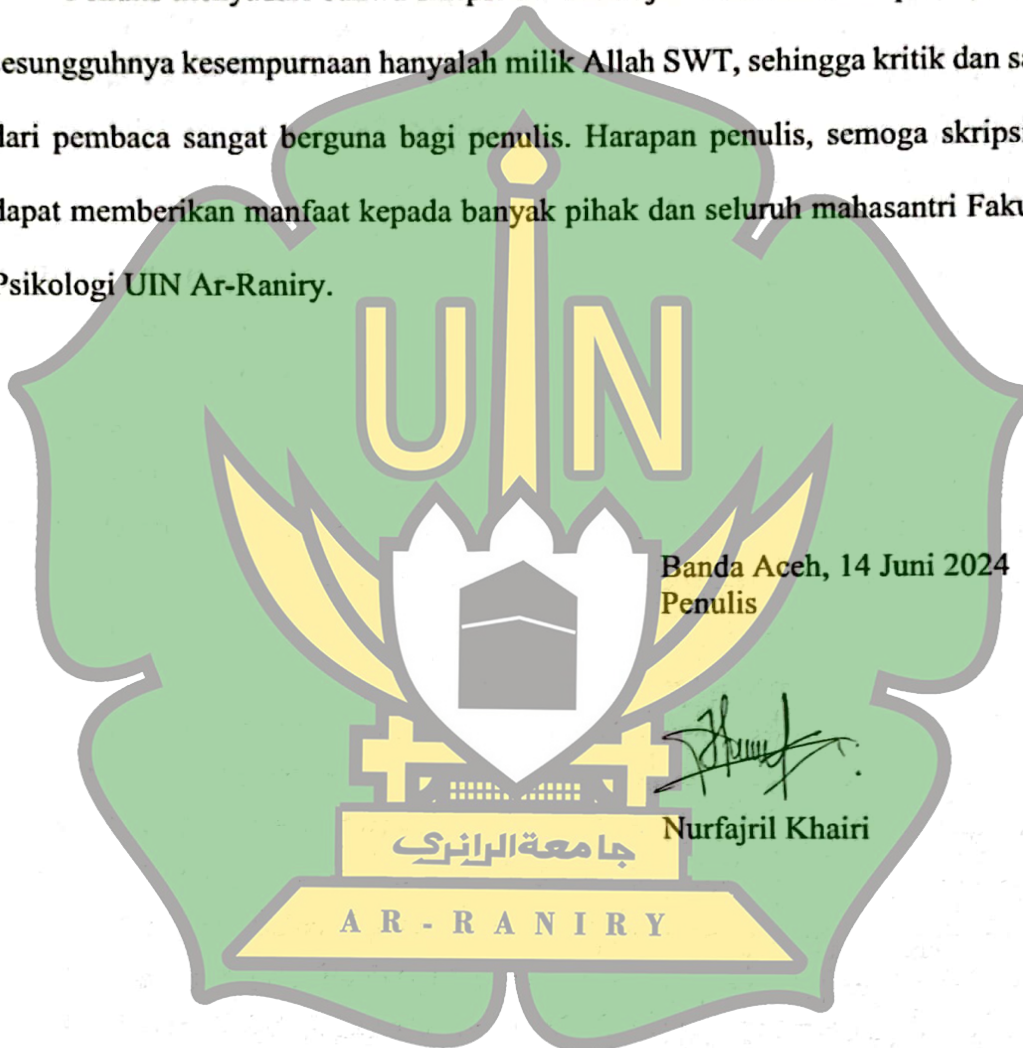 esungguhnya kesempurnaan hanyalah milik Allah SWT, sehingga kritik dan sa
lari pembaca sangat berguna bagi penulis. Harapan penulis, semoga skripsi
dapat memberikan manfaat kepada banyak pihak dan seluruh mahasantri Faku
Psikologi UIN Ar-Raniry.
UIN
Banda Aceh, 14 Juni 2024
Penulis
Nurfajril Khairi
جامعة الرانري
AR-RANIRY